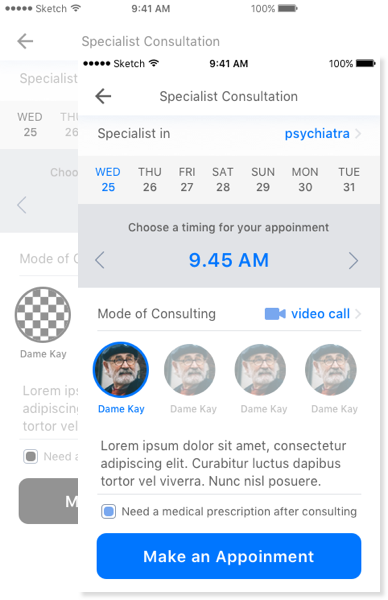 Sketch 9:41 AM 100%
Specialist Consultation
Specialist
WED TH
25 26
Choo
Mode of C
Dame Kay
Lorem ips
adipiscing
tortor vel
Need a
M
Sketch 9:41 AM 100%
Specialist Consultation
Specialist in psychiatra
WED THU FRI SAT SUN MON TUE
25 26 27 28 29 30 31
Choose a timing for your appoinment
9.45 AM
Mode of Consulting video call
Dame Kay Dame Kay Dame Kay Dame Kay
Lorem ipsum dolor sit amet, consectetur
adipiscing elit. Curabitur luctus dapibus
tortor vel viverra. Nunc nisl posuere.
Need a medical prescription after consulting
Make an Appoinment